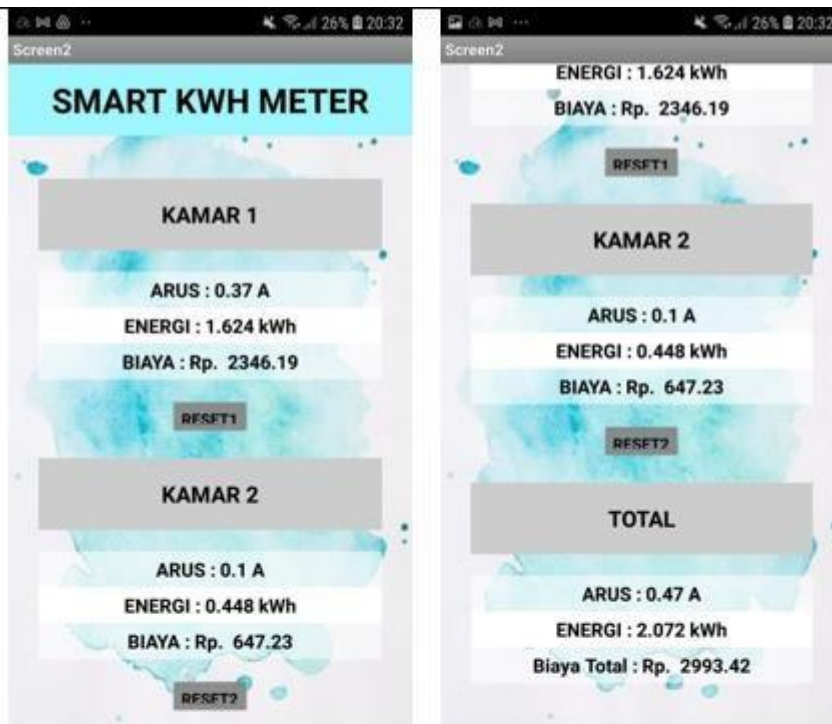 26% 20:32
Screen2
SMART KWH METER
KAMAR 1
ARUS : 0.37 A
ENERGI : 1.624 kWh
BIAYA : Rp. 2346.19
RESET1
KAMAR 2
ARUS : 0.1 A
ENERGI : 0.448 kWh
BIAYA : Rp. 647.23
RESET2
26% 20:32
Screen2
ENERGI : 1.624 kWh
BIAYA : Rp. 2346.19
RESET1
KAMAR 2
ARUS : 0.1 A
ENERGI : 0.448 kWh
BIAYA : Rp. 647.23
RESET2
TOTAL
ARUS : 0.47 A
ENERGI : 2.072 kWh
Biaya Total : Rp. 2993.42